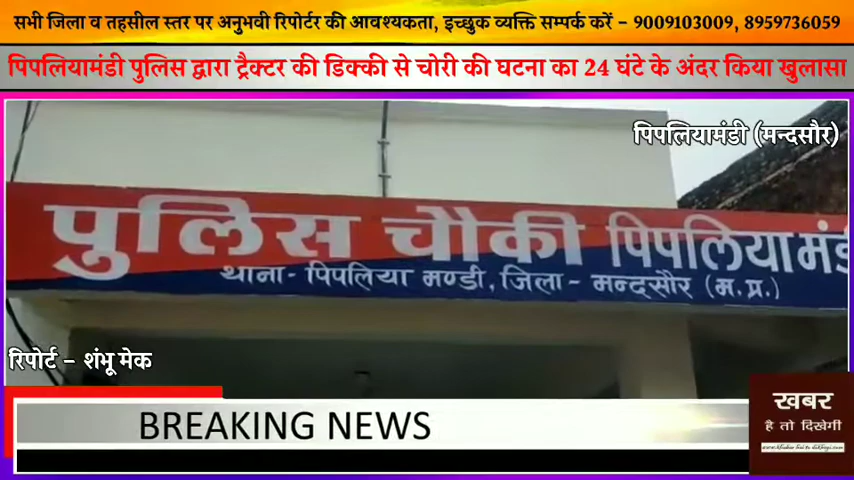 सभी जिला व तहसील स्तर पर अनुभवी रिपोर्टर की आवश्यकता, इच्छुक व्यक्ति सम्पर्क करें - 9009103009, 8959736059
पिपलियामंडी पुलिस द्वारा ट्रैक्टर की डिक्की से चोरी की घटना का 24 घंटे के अंदर किया खुलासा
पिपलियामंडी (मन्दसौर)
पुलिस चौकी पिपलियामंडी
थाना- पिपलिया मण्डी, जिला- मन्दसौर (म.प्र.)
रिपोर्ट - शंभू मेक
BREAKING NEWS
खबर
है तो दिखेगी